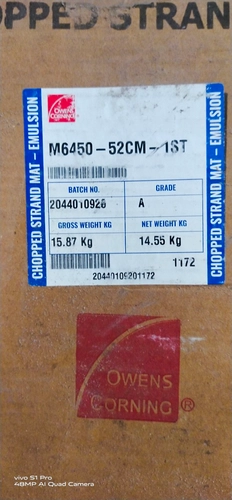 OPPED STRAN
CHOPPED STRAND MAT – EMULSION
OWENS
CORNING
M6450-52CM-1ST
BATCH NO.
GRADE
2044010926
A
GROSS WEIGHT KG
NET WEIGHT KG
15.87 Kg
14.55 Kg
1172
20440109201172
CHOPPED STRAND MAT – EMULSION
OWENS
CORNING®
vivo S1 Pro
48MP AI Quad Camera